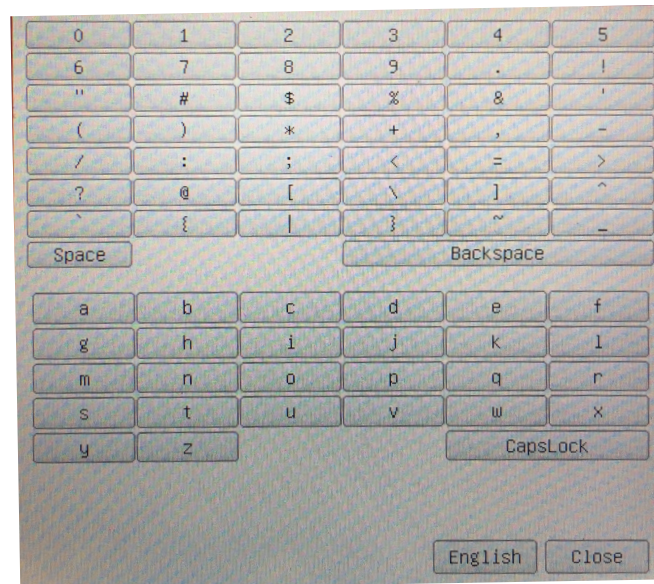 0 1 2 3 4 5
6 7 8 9 . !
" # $ % & '
( ) * + , -
/ : ; < = >
? @ [ \ ] ^
` { | } ~ _
Space Backspace
a b c d e f
g h i j k l
m n o p q r
s t u v w x
y z CapsLock
English Close